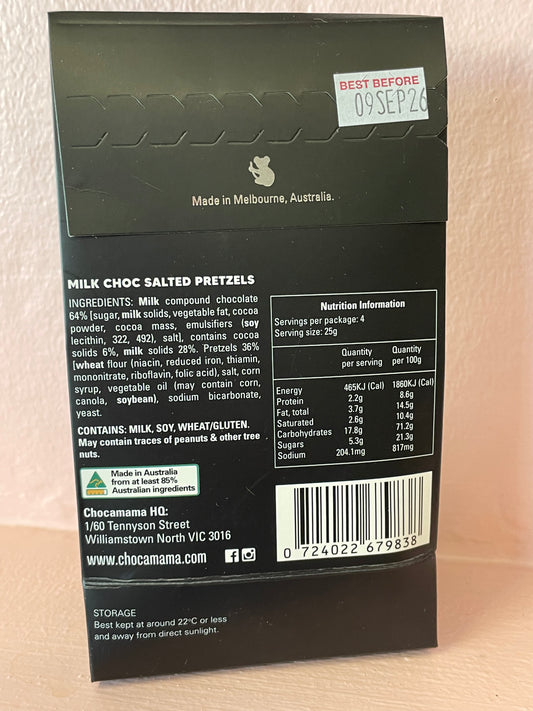 BEST BEFORE
09SEP26
Made in Melbourne, Australia.
MILK CHOC SALTED PRETZELS
INGREDIENTS: Milk compound chocolate
64% [sugar, milk solids, vegetable fat, cocoa
powder, cocoa mass, emulsifiers (soy
lecithin, 322, 492), salt], contains cocoa
solids 6%, milk solids 28%. Pretzels 36%
[wheat flour (niacin, reduced iron, thiamin,
mononitrate, riboflavin, folic acid), salt, corn
syrup, vegetable oil (may contain corn,
canola, soybean), sodium bicarbonate,
yeast.
CONTAINS: MILK, SOY, WHEAT/GLUTEN.
May contain traces of peanuts & other tree
nuts.
Made in Australia
from at least 85%
Australian ingredients
Chocamama HQ:
1/60 Tennyson Street
Williamstown North VIC 3016
www.chocamama.com
Nutrition Information
Servings per package: 4
Serving size: 25g
Quantity per serving Quantity per 100g
Energy 465KJ (Cal) 1860KJ (Cal)
Protein 2.2g 8.6g
Fat, total 3.7g 14.5g
Saturated 2.6g 10.4g
Carbohydrates 17.8g 71.2g
Sugars 5.3g 21.3g
Sodium 204.1mg 817mg
0 724022 679838
STORAGE
Best kept at around 22°C or less
and away from direct sunlight.